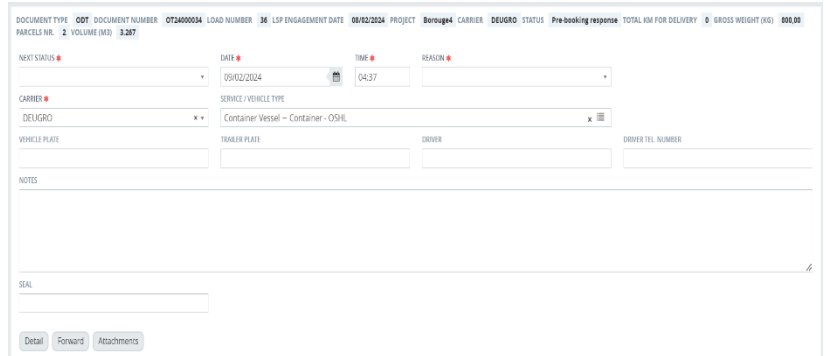 DOCUMENT TYPE ODT DOCUMENT NUMBER OT24000034 LOAD NUMBER 36 LSP ENGAGEMENT DATE 08/02/2024 PROJECT Borouge4 CARRIER DEUGRO STATUS Pre-booking response TOTAL KM FOR DELIVERY 0 GROSS WEIGHT (KG) 800,00
PARCELS NR. 2 VOLUME (M3) 3.267
NEXT STATUS * DATE * TIME * REASON *
09/02/2024 04:37
CARRIER * SERVICE / VEHICLE TYPE
DEUGRO x Container Vessel – Container - OSHL x
VEHICLE PLATE TRAILER PLATE DRIVER DRIVER TEL. NUMBER
NOTES
SEAL
Detail Forward Attachments